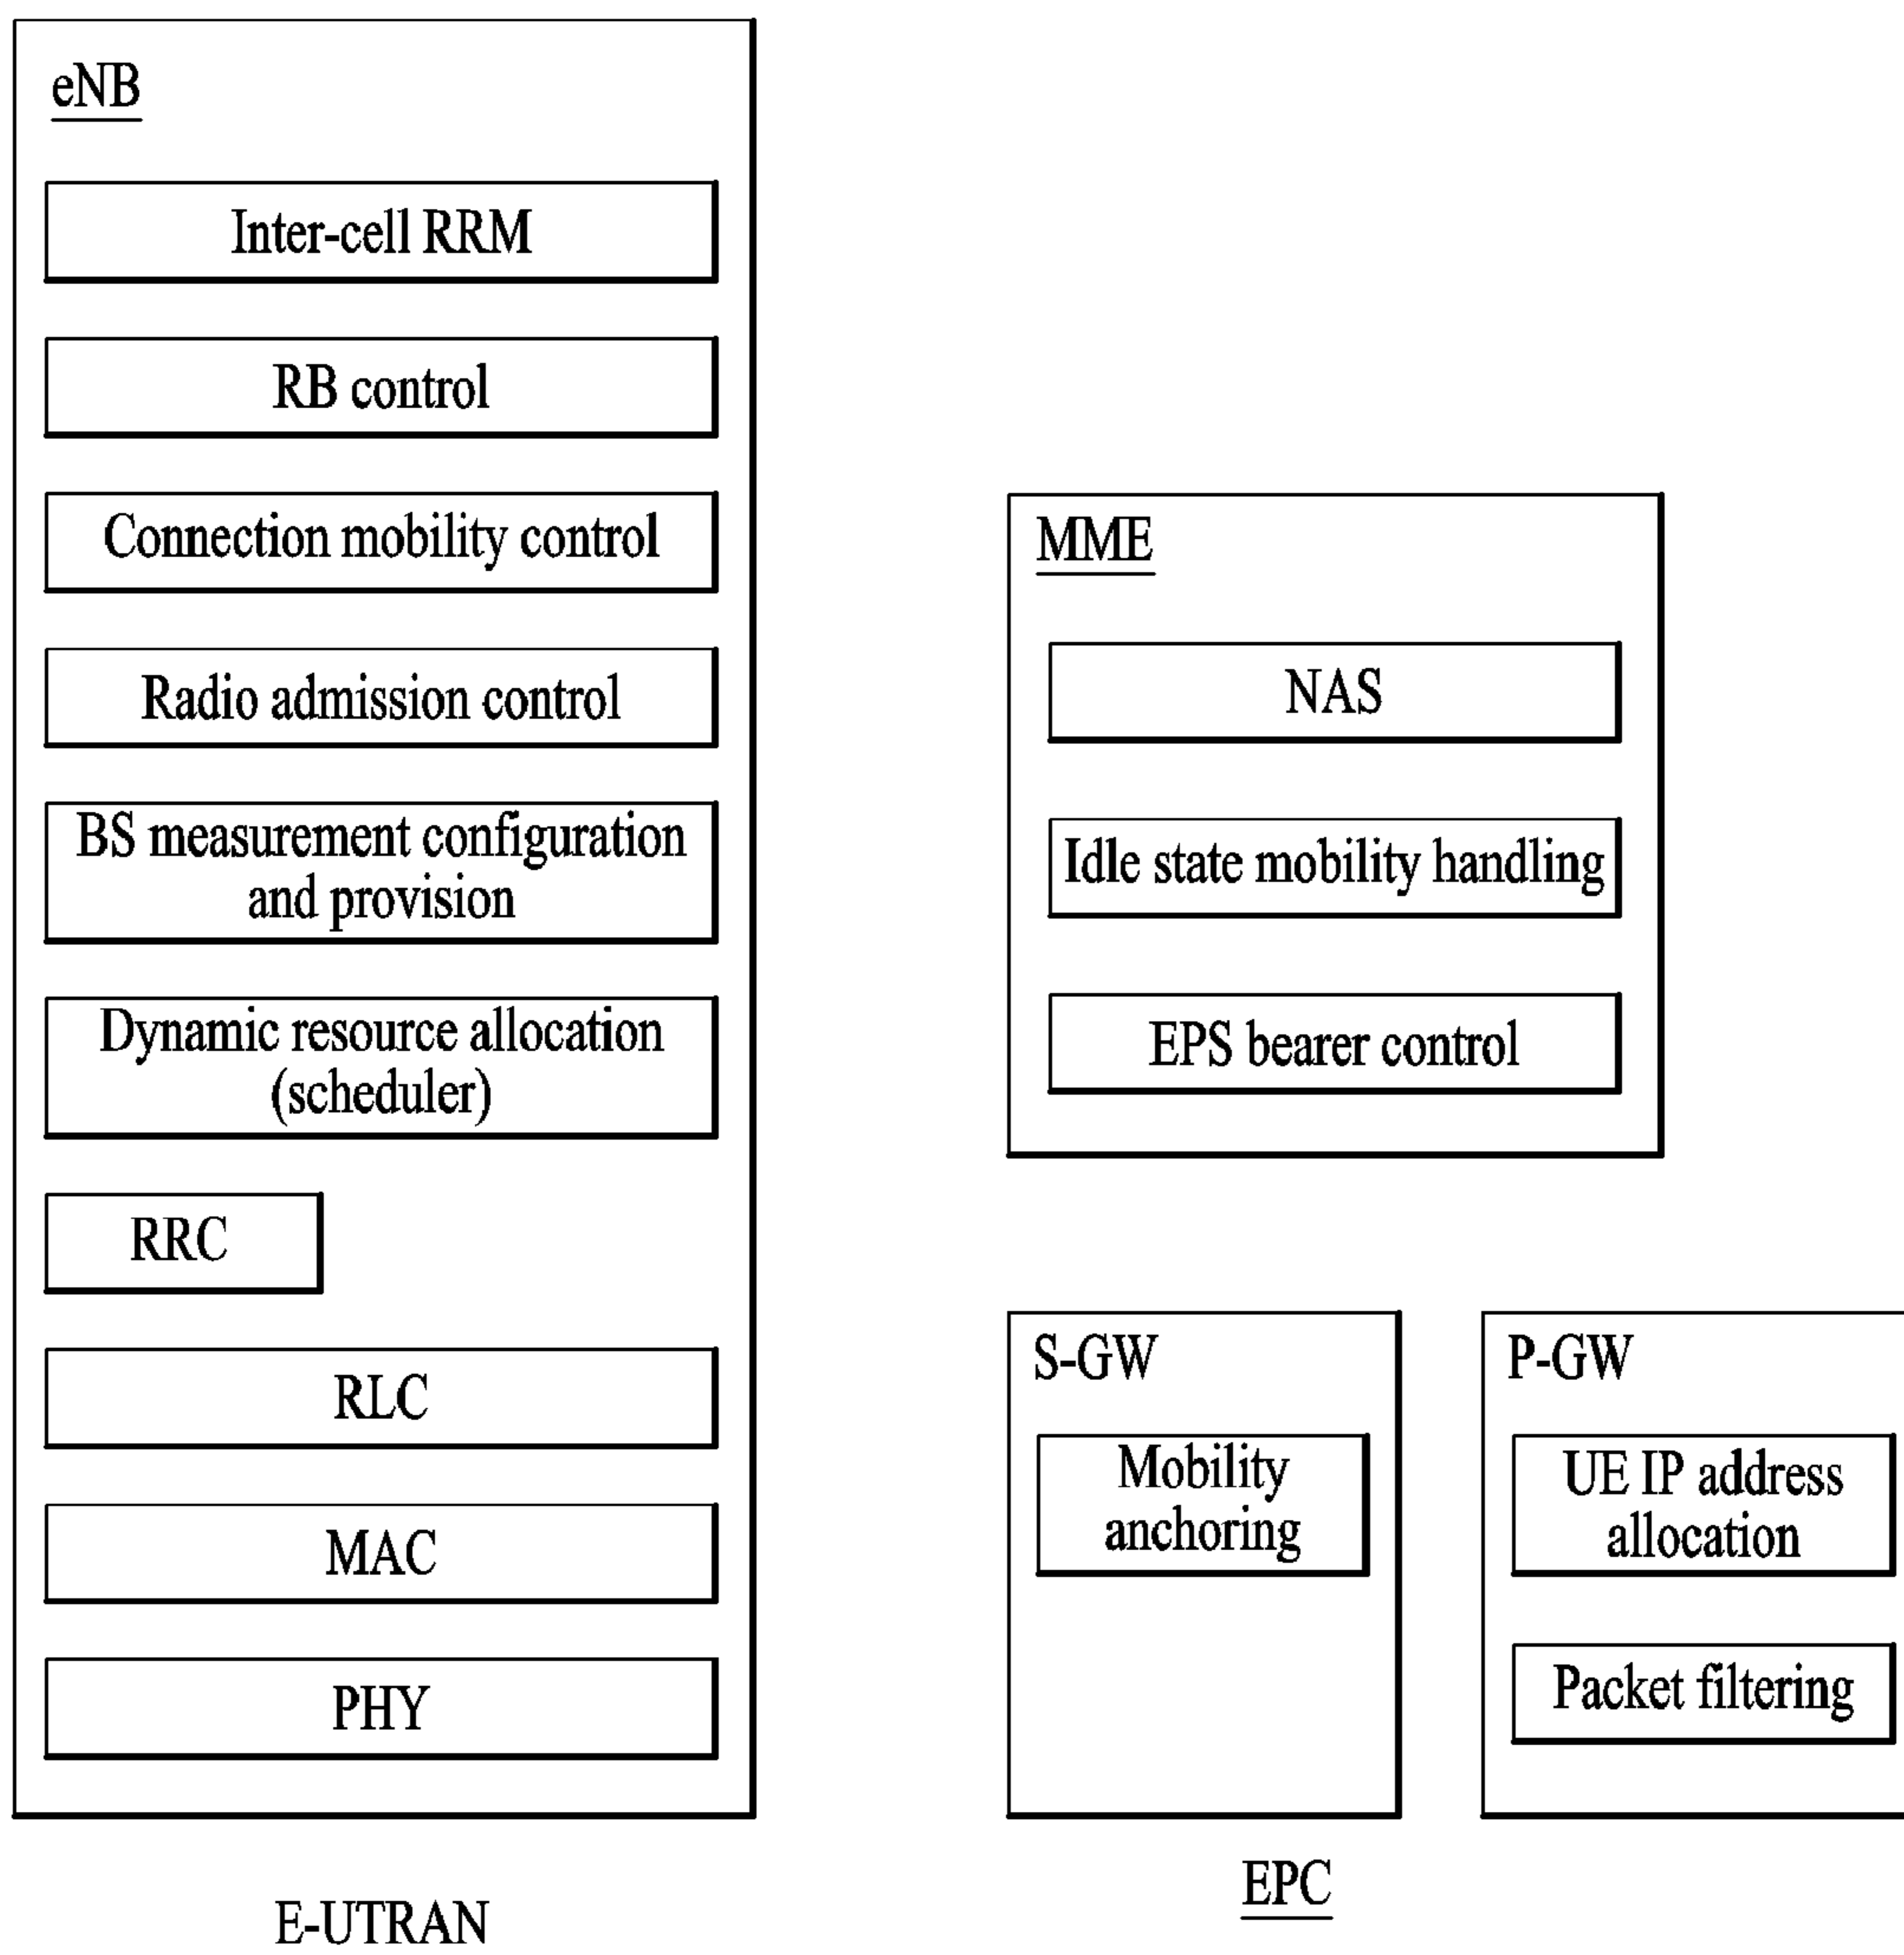 eNB
Inter-cell RRM
RB control
Connection mobility control
Radio admission control
BS measurement configuration
and provision
Dynamic resource allocation
(scheduler)
RRC
RLC
MAC
PHY
E-UTRAN
MME
NAS
Idle state mobility handling
EPS bearer control
S-GW
Mobility
anchoring
P-GW
UE IP address
allocation
Packet filtering
EPC